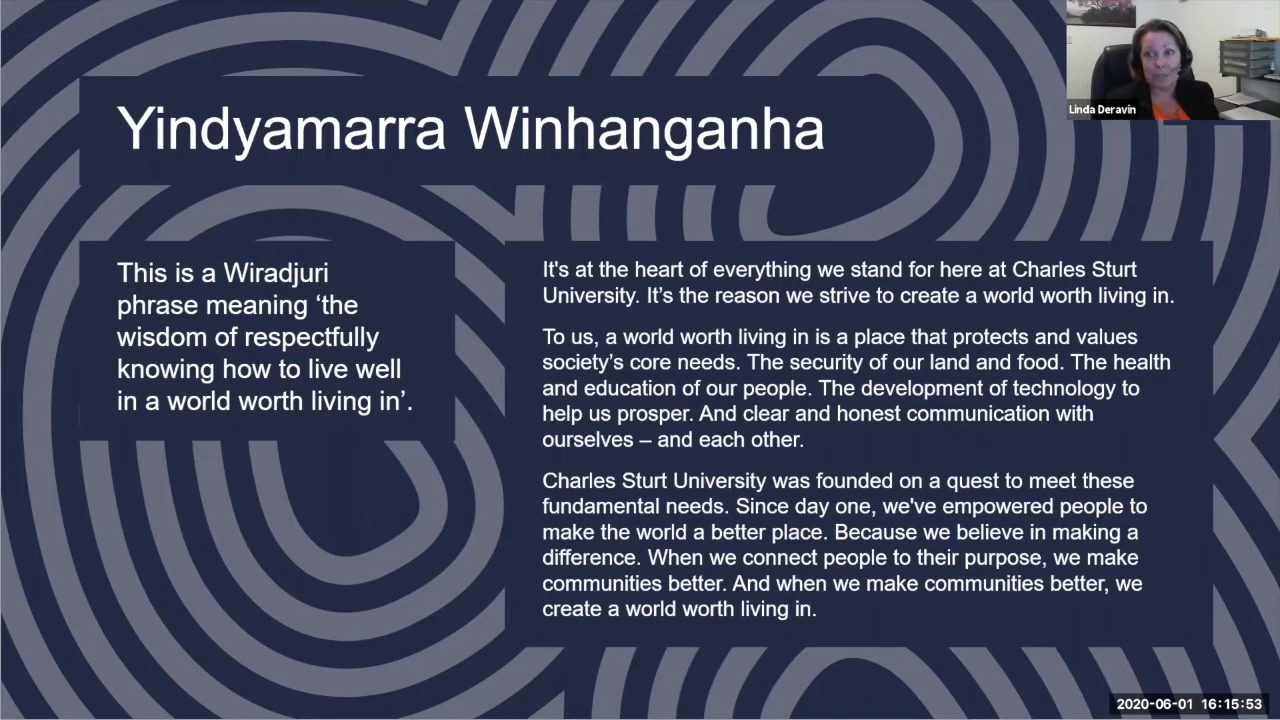 Linda Deravin
Yindyamarra Winhanganha
This is a Wiradjuri
phrase meaning ‘the
wisdom of respectfully
knowing how to live well
in a world worth living in’.
It's at the heart of everything we stand for here at Charles Sturt
University. It’s the reason we strive to create a world worth living in.
To us, a world worth living in is a place that protects and values
society’s core needs. The security of our land and food. The health
and education of our people. The development of technology to
help us prosper. And clear and honest communication with
ourselves – and each other.
Charles Sturt University was founded on a quest to meet these
fundamental needs. Since day one, we've empowered people to
make the world a better place. Because we believe in making a
difference. When we connect people to their purpose, we make
communities better. And when we make communities better, we
create a world worth living in.
2020-06-01 16:15:53